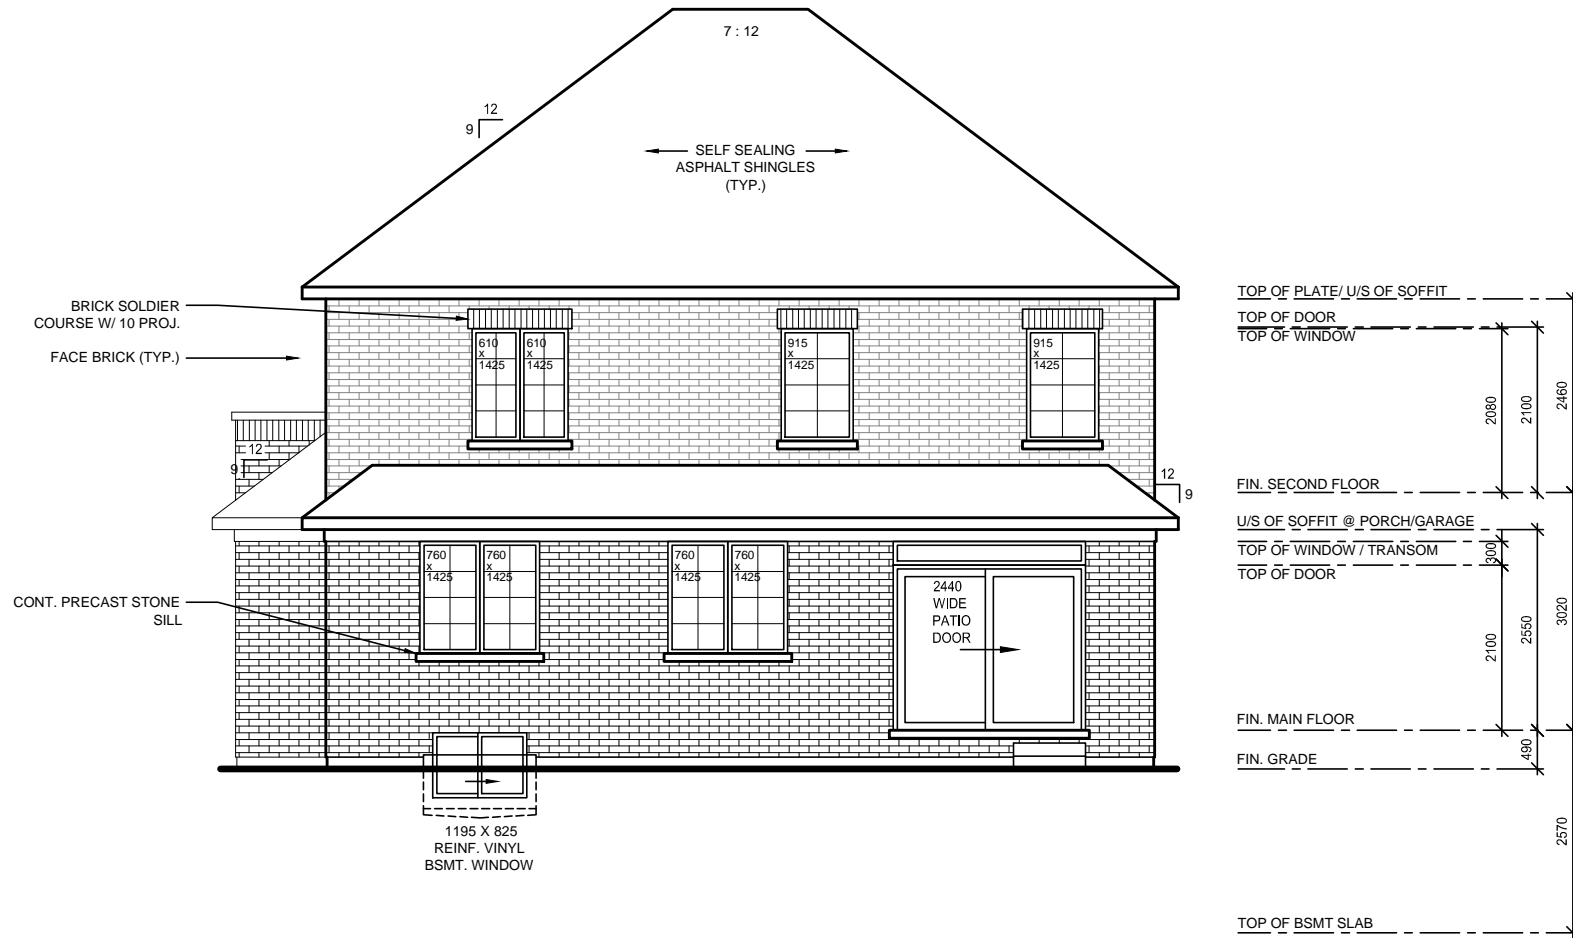 7 : 12
12
9
SELF SEALING
ASPHALT SHINGLES
(TYP.)
BRICK SOLDIER
COURSE W/ 10 PROJ.
FACE BRICK (TYP.)
610
x
1425
610
x
1425
915
x
1425
915
x
1425
12
9
12
9
760
x
1425
760
x
1425
760
x
1425
760
x
1425
2440
WIDE
PATIO
DOOR
CONT. PRECAST STONE
SILL
1195 X 825
REINF. VINYL
BSMT. WINDOW
TOP OF PLATE/ U/S OF SOFFIT
TOP OF DOOR
TOP OF WINDOW
2080
2100
2460
FIN. SECOND FLOOR
U/S OF SOFFIT @ PORCH/GARAGE
TOP OF WINDOW / TRANSOM
300
TOP OF DOOR
2100
2550
3020
FIN. MAIN FLOOR
490
FIN. GRADE
2570
TOP OF BSMT SLAB